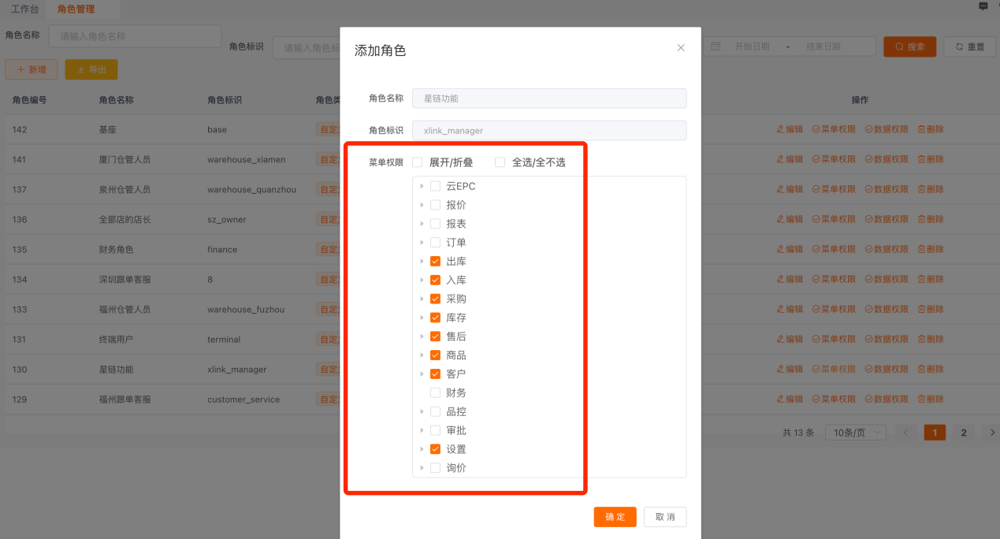 工作台 角色管理
角色名称 请输入角色名称
角色标识 请输入角色标
开始日期 - 结束日期 搜索 重置
新增 导出
添加角色
角色名称 星链功能
角色标识 xlink_manager
菜单权限 展开/折叠 全选/全不选
云EPC
报价
报表
订单
出库
入库
采购
库存
售后
商品
客户
财务
品控
审批
设置
询价
确 定 取 消
角色编号 角色名称 角色标识 角色类 操作
142 基座 base 自定 编辑 菜单权限 数据权限 删除
141 厦门仓管人员 warehouse_xiamen 自定 编辑 菜单权限 数据权限 删除
137 泉州仓管人员 warehouse_quanzhou 自定 编辑 菜单权限 数据权限 删除
136 全部店的店长 sz_owner 自定 编辑 菜单权限 数据权限 删除
135 财务角色 finance 自定 编辑 菜单权限 数据权限 删除
134 深圳跟单客服 8 自定 编辑 菜单权限 数据权限 删除
133 福州仓管人员 warehouse_fuzhou 自定 编辑 菜单权限 数据权限 删除
131 终端用户 terminal 自定 编辑 菜单权限 数据权限 删除
130 星链功能 xlink_manager 自定 编辑 菜单权限 数据权限 删除
129 福州跟单客服 customer_service 自定 编辑 菜单权限 数据权限 删除
共 13 条 10条/页 1 2